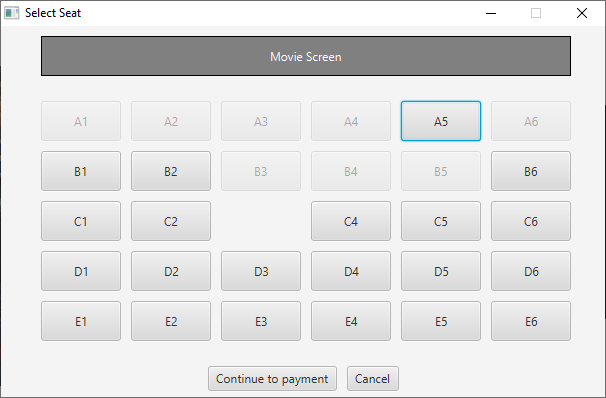 Select Seat
Movie Screen
A1 A2 A3 A4 A5 A6
B1 B2 B3 B4 B5 B6
C1 C2 C4 C5 C6
D1 D2 D3 D4 D5 D6
E1 E2 E3 E4 E5 E6
Continue to payment Cancel